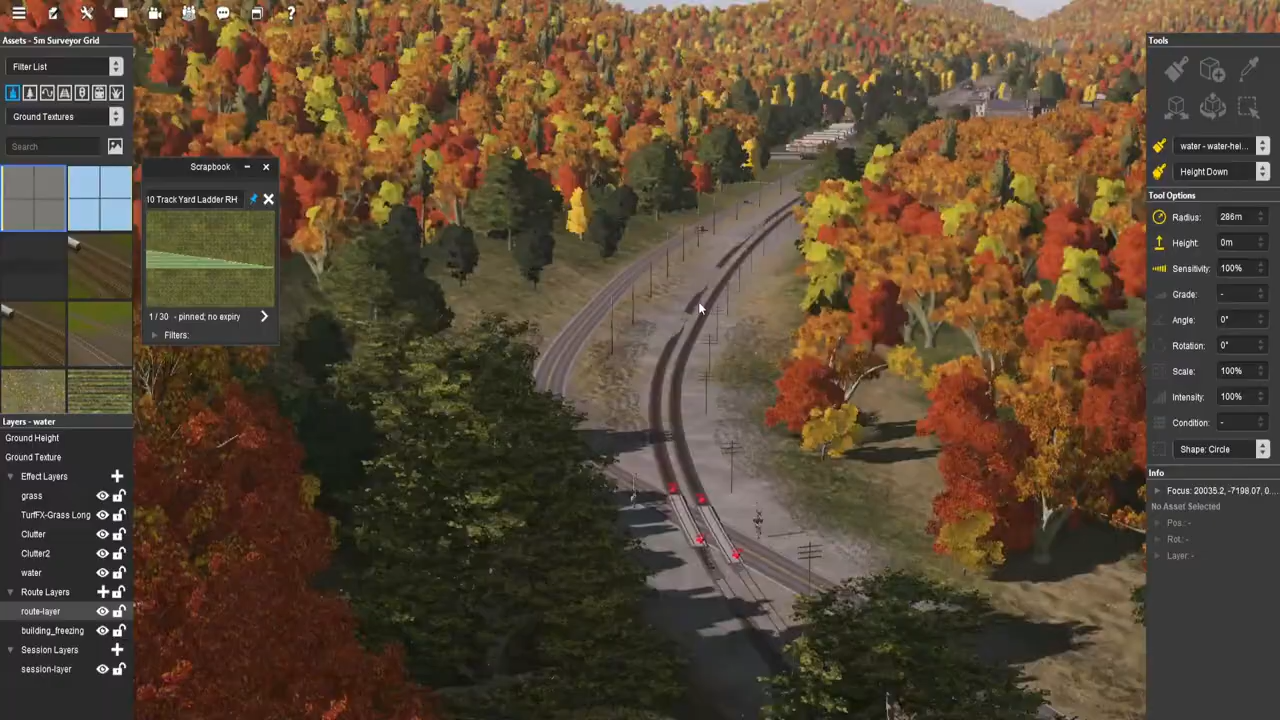 Assets - 5m Surveyor Grid
Filter List
Ground Textures
Search
Scrapbook
10 Track Yard Ladder RH
1 / 30 - pinned; no expiry
Filters:
Layers - water
Ground Height
Ground Texture
Effect Layers
grass
TurfFX-Grass Long
Clutter
Clutter2
water
Route Layers
route-layer
building_freezing
Session Layers
session-layer
Tools
water - water-hei...
Height Down
Tool Options
Radius: 286m
Height: 0m
Sensitivity: 100%
Grade: -
Angle: 0°
Rotation: 0°
Scale: 100%
Intensity: 100%
Condition: -
Shape: Circle
Info
Focus: 20035.2, -7198.07, 0...
No Asset Selected
Pos.: -
Rot.: -
Layer: -